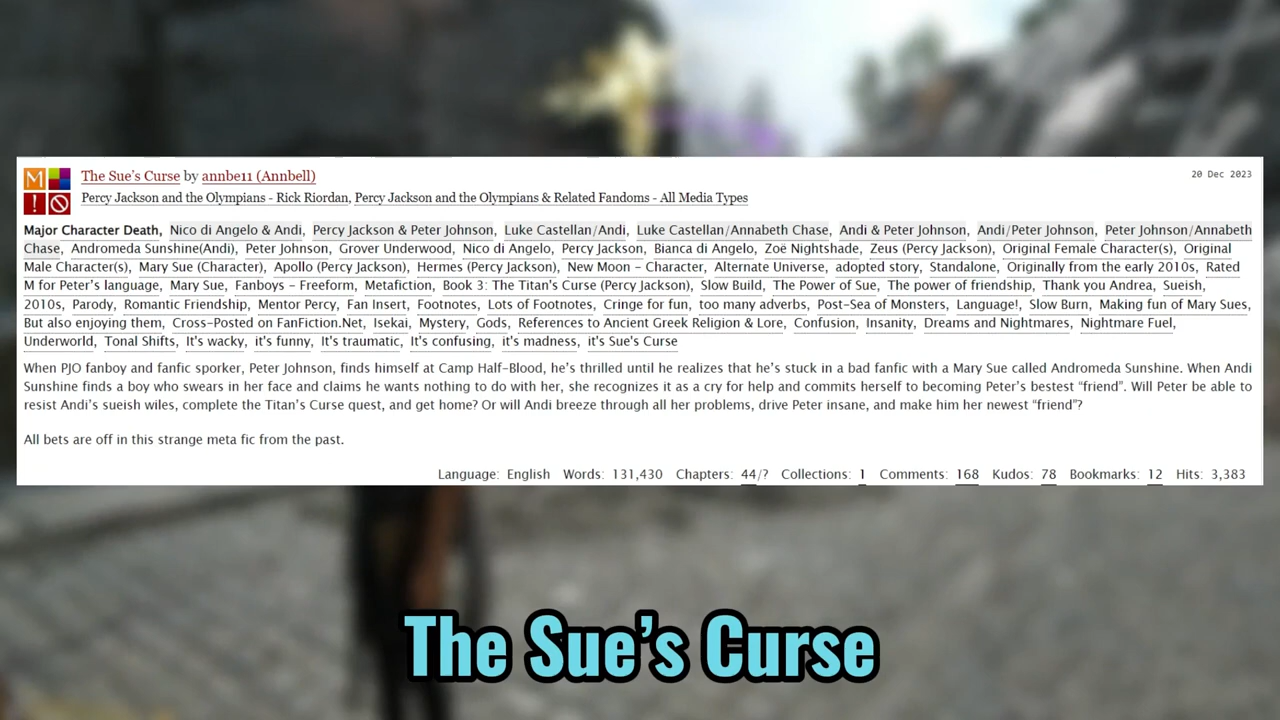 The Sue's Curse by annbe11 (Annbell)
20 Dec 2023
Percy Jackson and the Olympians - Rick Riordan, Percy Jackson and the Olympians & Related Fandoms - All Media Types
Major Character Death, Nico di Angelo & Andi, Percy Jackson & Peter Johnson, Luke Castellan/Andi, Luke Castellan/Annabeth Chase, Andi & Peter Johnson, Andi/Peter Johnson, Peter Johnson/Annabeth
Chase, Andromeda Sunshine(Andi), Peter Johnson, Grover Underwood, Nico di Angelo, Percy Jackson, Bianca di Angelo, Zoë Nightshade, Zeus (Percy Jackson), Original Female Character(s), Original
Male Character(s), Mary Sue (Character), Apollo (Percy Jackson), Hermes (Percy Jackson), New Moon - Character, Alternate Universe, adopted story, Standalone, Originally from the early 2010s, Rated
M for Peter's language, Mary Sue, Fanboys - Freeform, Metafiction, Book 3: The Titan's Curse (Percy Jackson), Slow Build, The Power of Sue, The power of friendship, Thank you Andrea, Sueish,
2010s, Parody, Romantic Friendship, Mentor Percy, Fan Insert, Footnotes, Lots of Footnotes, Cringe for fun, too many adverbs, Post-Sea of Monsters, Language!, Slow Burn, Making fun of Mary Sues,
But also enjoying them, Cross-Posted on FanFiction.Net, Isekai, Mystery, Gods, References to Ancient Greek Religion & Lore, Confusion, Insanity, Dreams and Nightmares, Nightmare Fuel,
Underworld, Tonal Shifts, It's wacky, it's funny, It's traumatic, It's confusing, it's madness, it's Sue's Curse
When PJO fanboy and fanfic sporker, Peter Johnson, finds himself at Camp Half-Blood, he's thrilled until he realizes that he's stuck in a bad fanfic with a Mary Sue called Andromeda Sunshine. When Andi
Sunshine finds a boy who swears in her face and claims he wants nothing to do with her, she recognizes it as a cry for help and commits herself to becoming Peter's bestest “friend”. Will Peter be able to
resist Andi's sueish wiles, complete the Titan's Curse quest, and get home? Or will Andi breeze through all her problems, drive Peter insane, and make him her newest “friend”?
All bets are off in this strange meta fic from the past.
Language: English Words: 131,430 Chapters: 44/? Collections: 1 Comments: 168 Kudos: 78 Bookmarks: 12 Hits: 3,383
The Sue's Curse